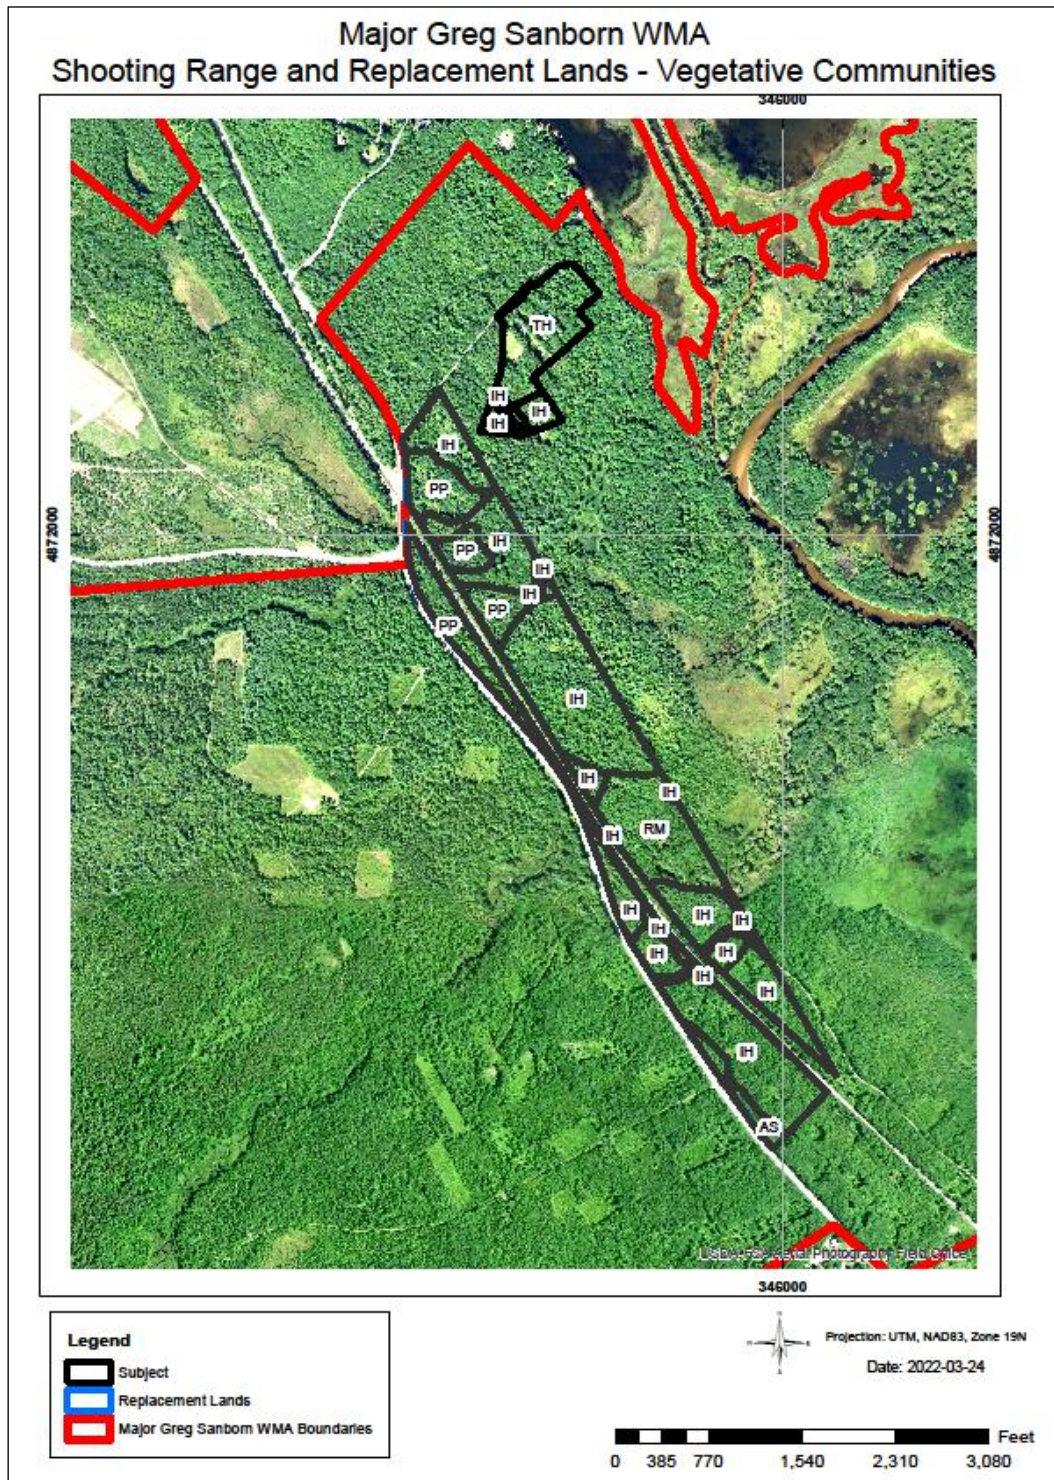 Major Greg Sanborn WMA
Shooting Range and Replacement Lands - Vegetative Communities
346000
TH
IH
IH
IH
IH
PP
4872000
4872000
IH
PP
IH
IH
PP
PP
IH
IH
IH
RM
IH
IH
IH
IH
IH
IH
IH
IH
IH
IH
AS
USDA FSA Aerial Photography Field Office
346000
Legend
Subject
Replacement Lands
Major Greg Sanborn WMA Boundaries
Projection: UTM, NAD83, Zone 19N
Date: 2022-03-24
Feet
0 385 770 1,540 2,310 3,080